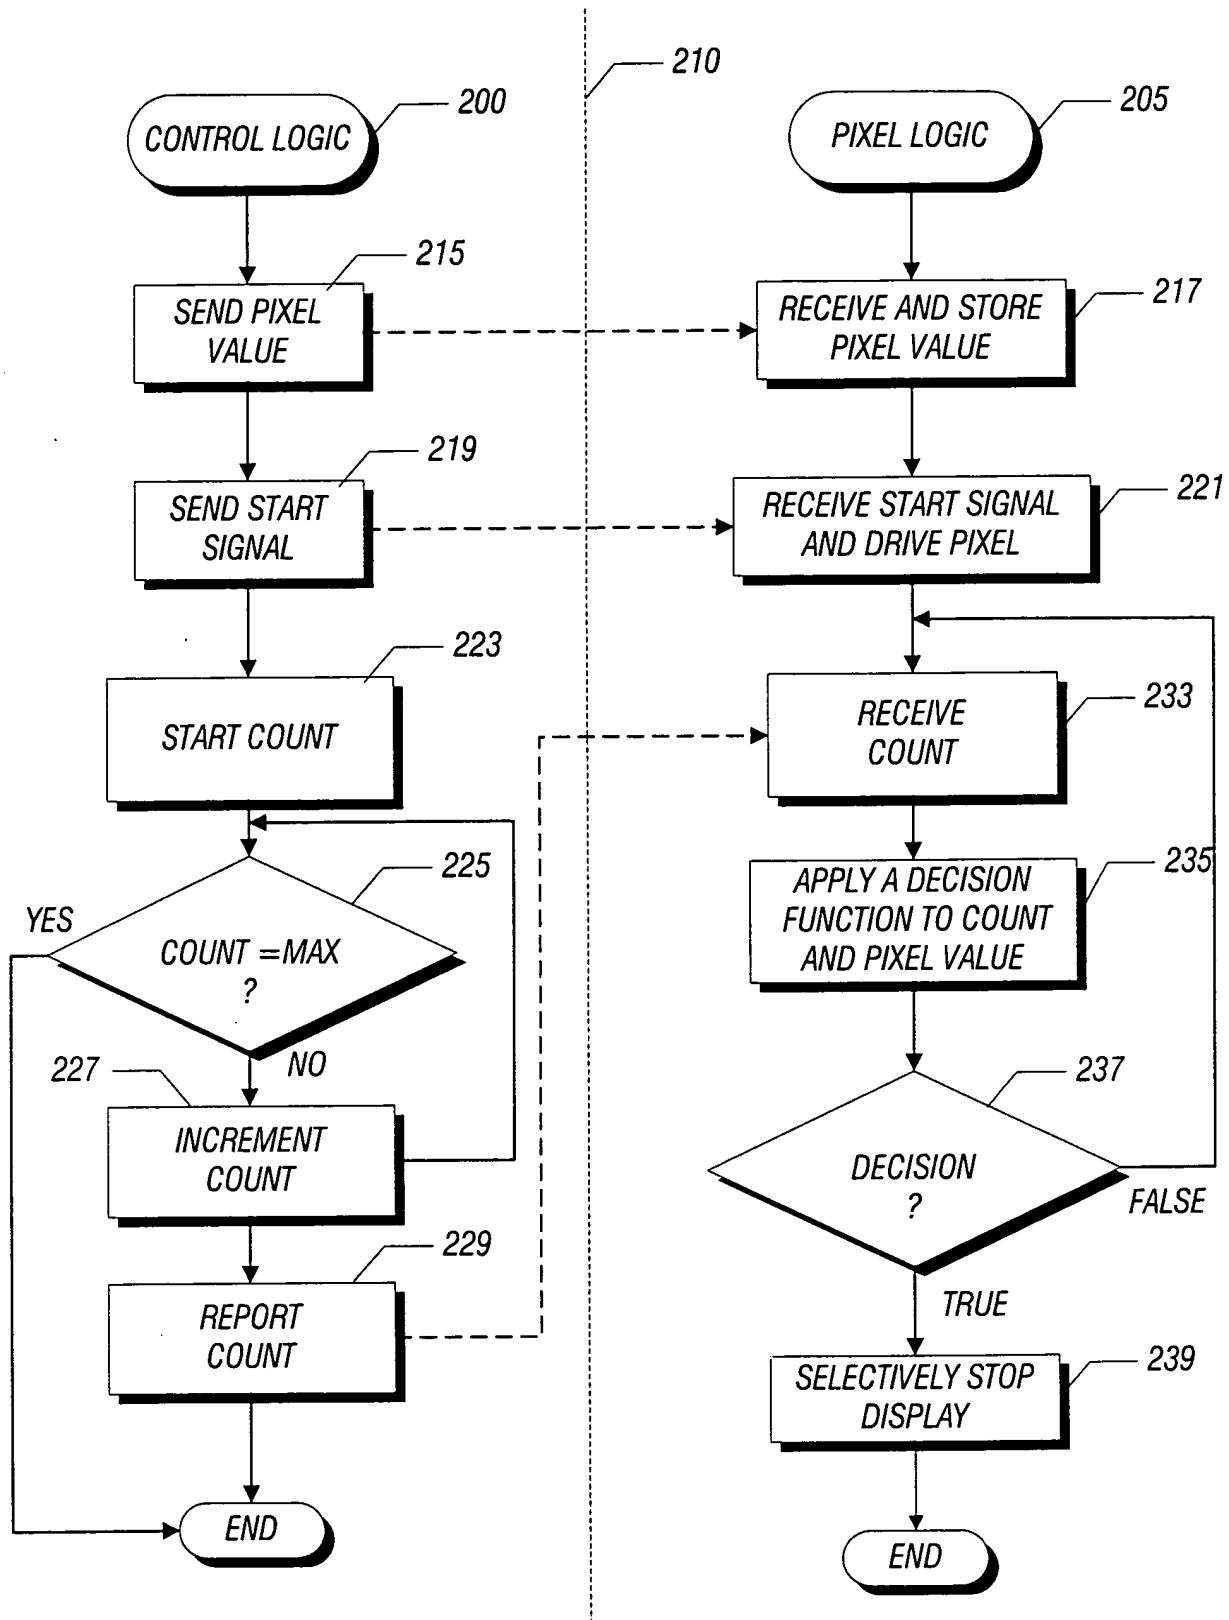 210
200
CONTROL LOGIC
215
SEND PIXEL
VALUE
219
SEND START
SIGNAL
223
START COUNT
225
YES
COUNT =MAX
?
NO
227
INCREMENT
COUNT
229
REPORT
COUNT
END
205
PIXEL LOGIC
217
RECEIVE AND STORE
PIXEL VALUE
221
RECEIVE START SIGNAL
AND DRIVE PIXEL
233
RECEIVE
COUNT
235
APPLY A DECISION
FUNCTION TO COUNT
AND PIXEL VALUE
237
DECISION
?
FALSE
TRUE
239
SELECTIVELY STOP
DISPLAY
END